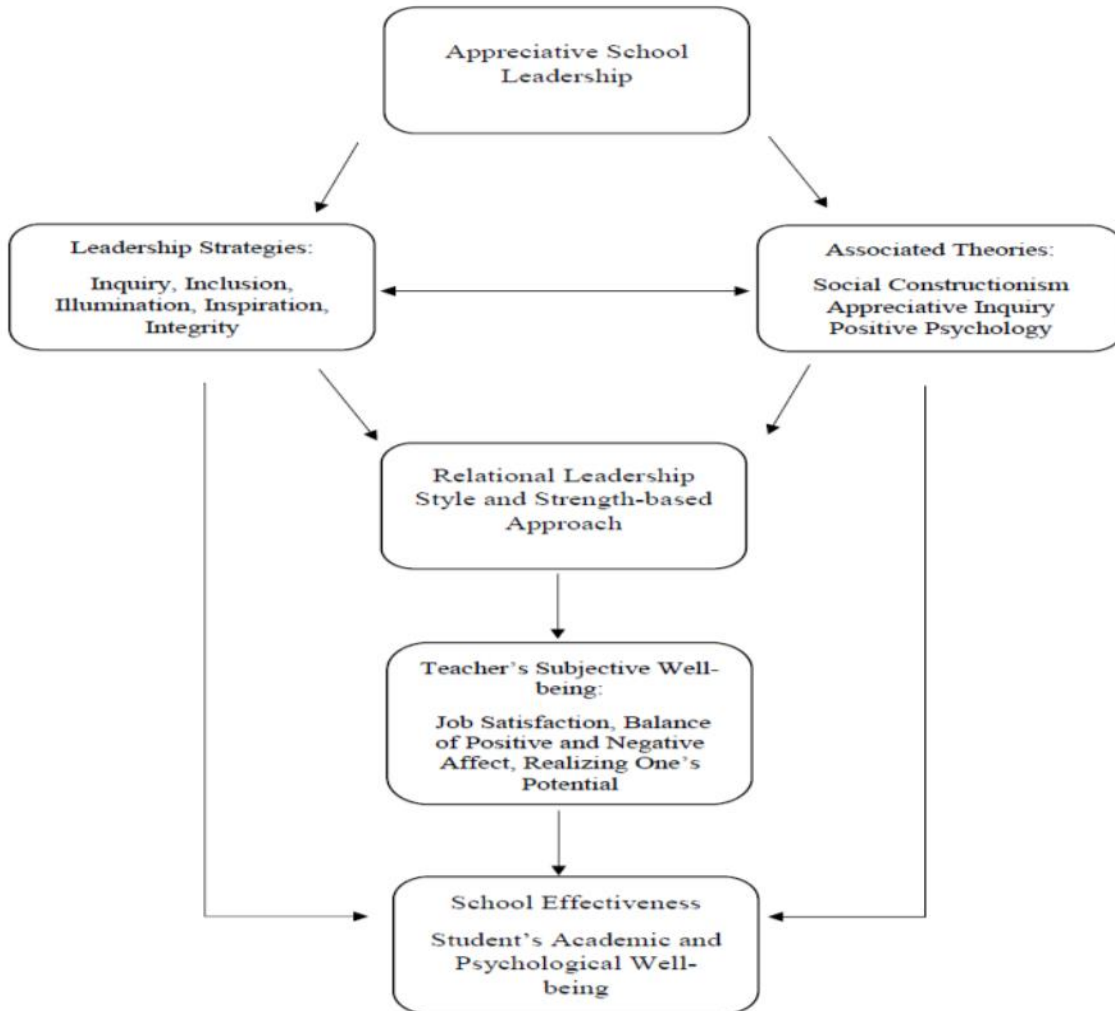 Appreciative School
Leadership
Leadership Strategies:
Inquiry, Inclusion,
Illumination, Inspiration,
Integrity
Associated Theories:
Social Constructionism
Appreciative Inquiry
Positive Psychology
Relational Leadership
Style and Strength-based
Approach
Teacher's Subjective Well-
being:
Job Satisfaction, Balance
of Positive and Negative
Affect, Realizing One's
Potential
School Effectiveness
Student's Academic and
Psychological Well-
being